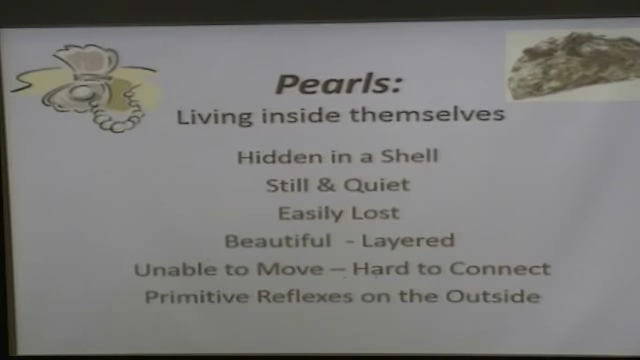 Pearls:
Living inside themselves
Hidden in a Shell
Still & Quiet
Easily Lost
Beautiful - Layered
Unable to Move – Hard to Connect
Primitive Reflexes on the Outside